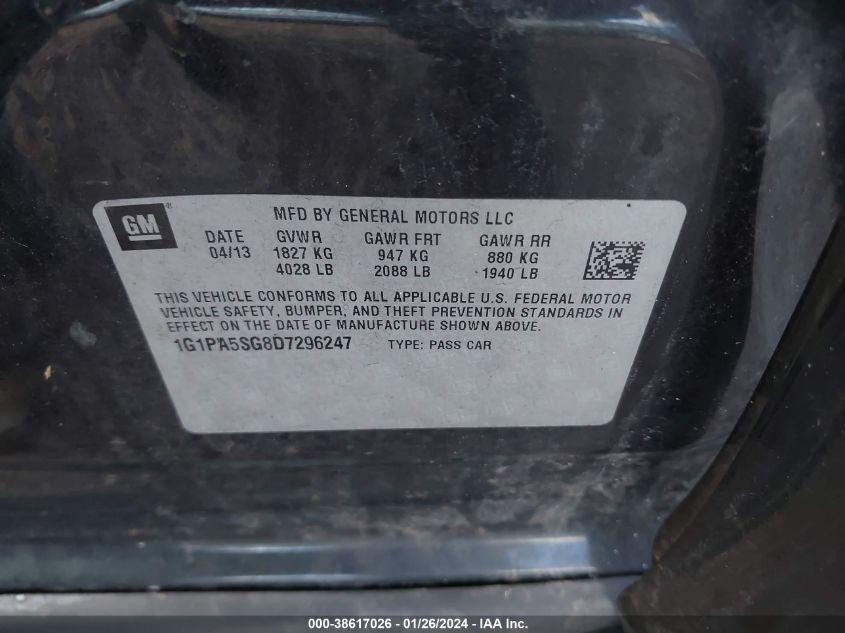 GM®
MFD BY GENERAL MOTORS LLC
DATE GVWR GAWR FRT GAWR RR
04/13 1827 KG 947 KG 880 KG
4028 LB 2088 LB 1940 LB
THIS VEHICLE CONFORMS TO ALL APPLICABLE U.S. FEDERAL MOTOR
VEHICLE SAFETY, BUMPER, AND THEFT PREVENTION STANDARDS IN
EFFECT ON THE DATE OF MANUFACTURE SHOWN ABOVE.
1G1PA5SG8D7296247 TYPE: PASS CAR
000-38617026 - 01/26/2024 - IAA Inc.